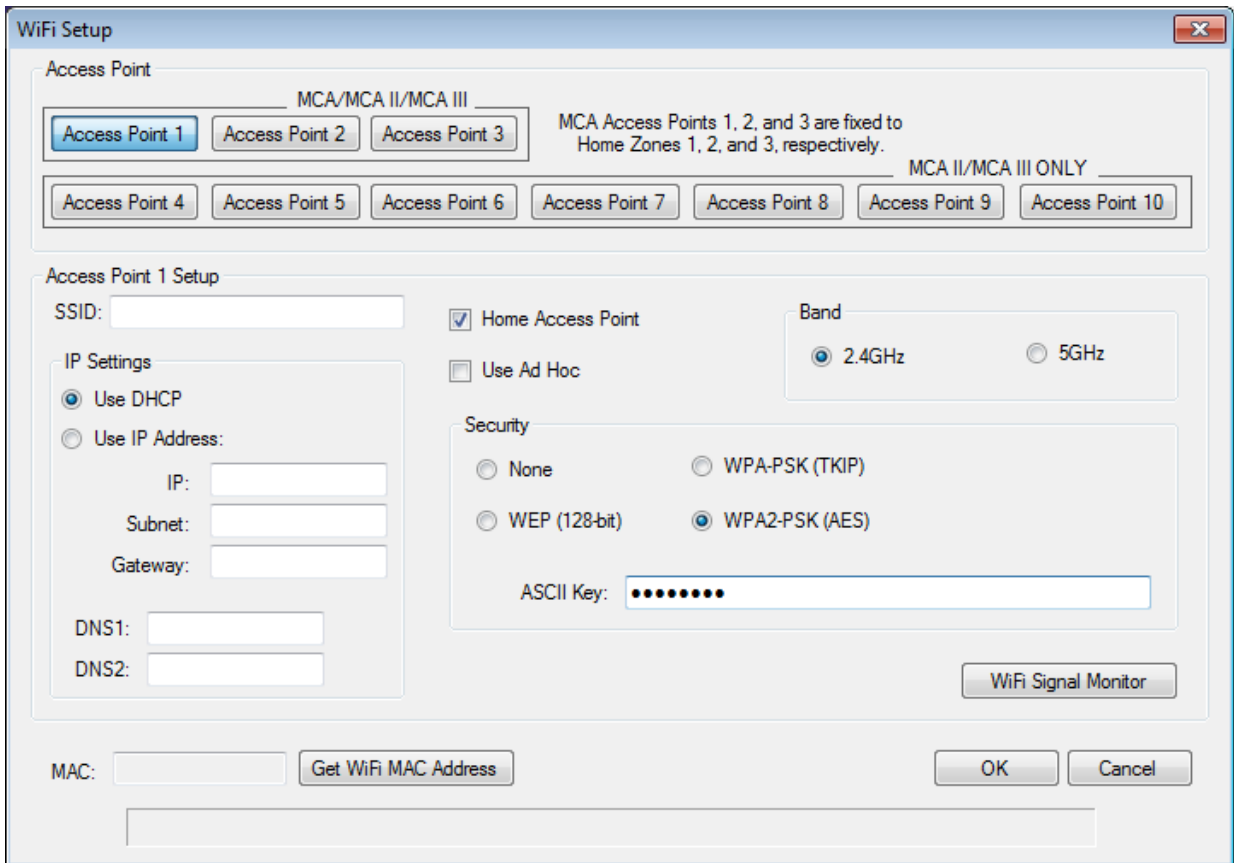 WiFi Setup
Access Point
MCA/MCA II/MCA III
Access Point 1 Access Point 2 Access Point 3
MCA Access Points 1, 2, and 3 are fixed to
Home Zones 1, 2, and 3, respectively.
MCA II/MCA III ONLY
Access Point 4 Access Point 5 Access Point 6 Access Point 7 Access Point 8 Access Point 9 Access Point 10
Access Point 1 Setup
SSID:
Home Access Point
Use Ad Hoc
Band
2.4GHz 5GHz
IP Settings
Use DHCP
Use IP Address:
IP:
Subnet:
Gateway:
DNS1:
DNS2:
Security
None WPA-PSK (TKIP)
WEP (128-bit) WPA2-PSK (AES)
ASCII Key: ••••••••
WiFi Signal Monitor
MAC: Get WiFi MAC Address OK Cancel